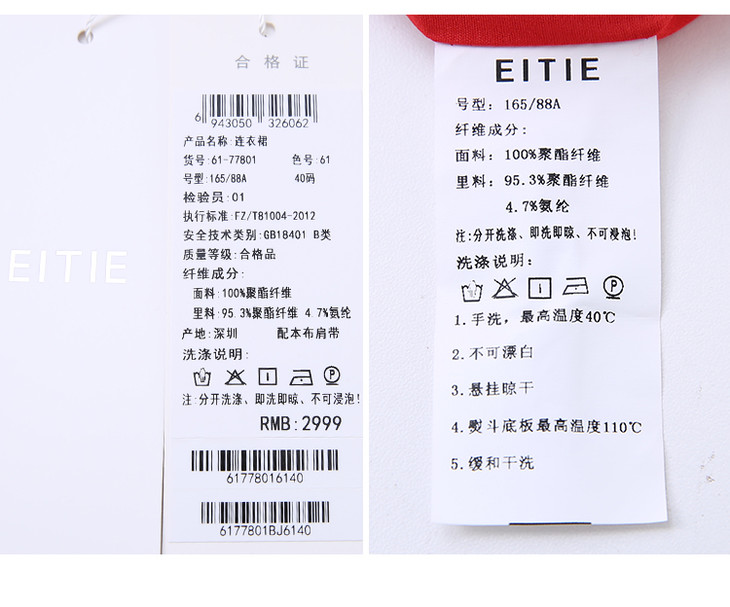 EITIE
合格证
6 943050 326062
产品名称:连衣裙
货号:61-77801 色号:61
号型:165/88A 40码
检验员:01
执行标准:FZ/T81004-2012
安全技术类别:GB18401 B类
质量等级:合格品
纤维成分:
面料:100%聚酯纤维
里料:95.3%聚酯纤维 4.7%氨纶
产地:深圳 配本布肩带
洗涤说明:
注:分开洗涤、即洗即晾、不可浸泡!
RMB:2999
61778016140
6177801BJ6140
EITIE
号型:165/88A
纤维成分:
面料:100%聚酯纤维
里料:95.3%聚酯纤维
4.7%氨纶
注:分开洗涤、即洗即晾、不可浸泡!
洗涤说明:
1.手洗，最高温度40℃
2.不可漂白
3.悬挂晾干
4.熨斗底板最高温度110℃
5.缓和干洗